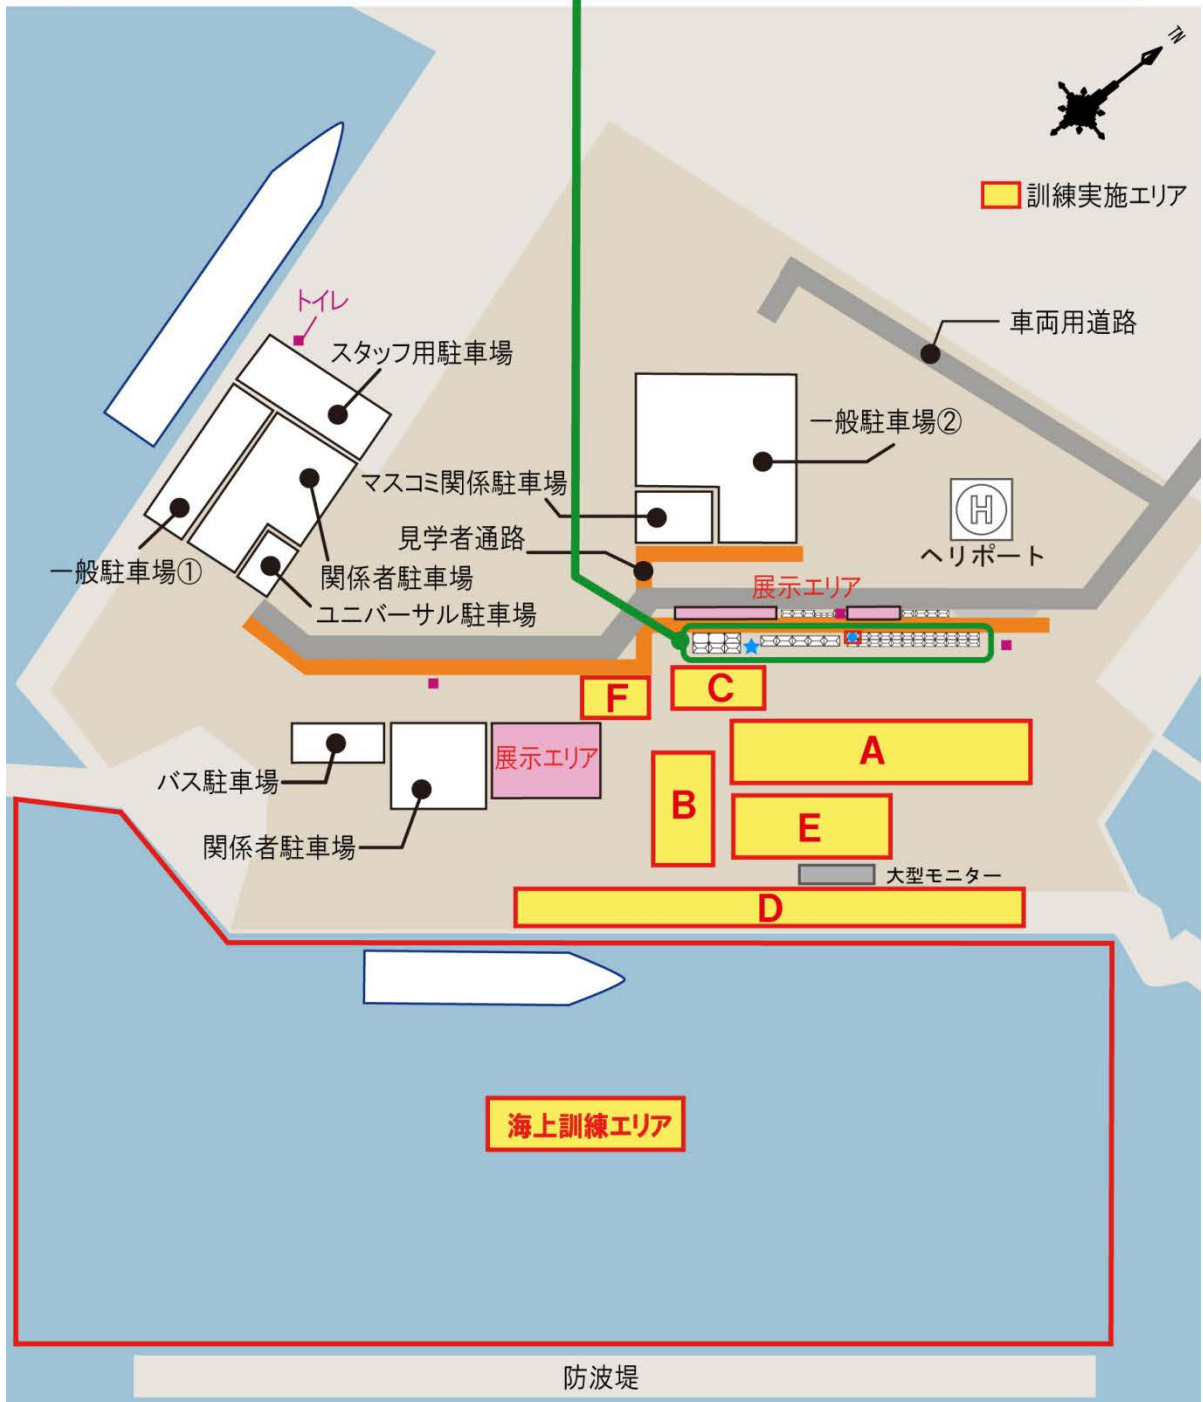 TN
訓練実施エリア
トイレ
車両用道路
スタッフ用駐車場
一般駐車場②
マスコミ関係駐車場
H
見学者通路
ヘリポート
一般駐車場①
関係者駐車場
展示エリア
ユニバーサル駐車場
F
C
A
展示エリア
バス駐車場
B
E
関係者駐車場
大型モニター
D
海上訓練エリア
防波堤